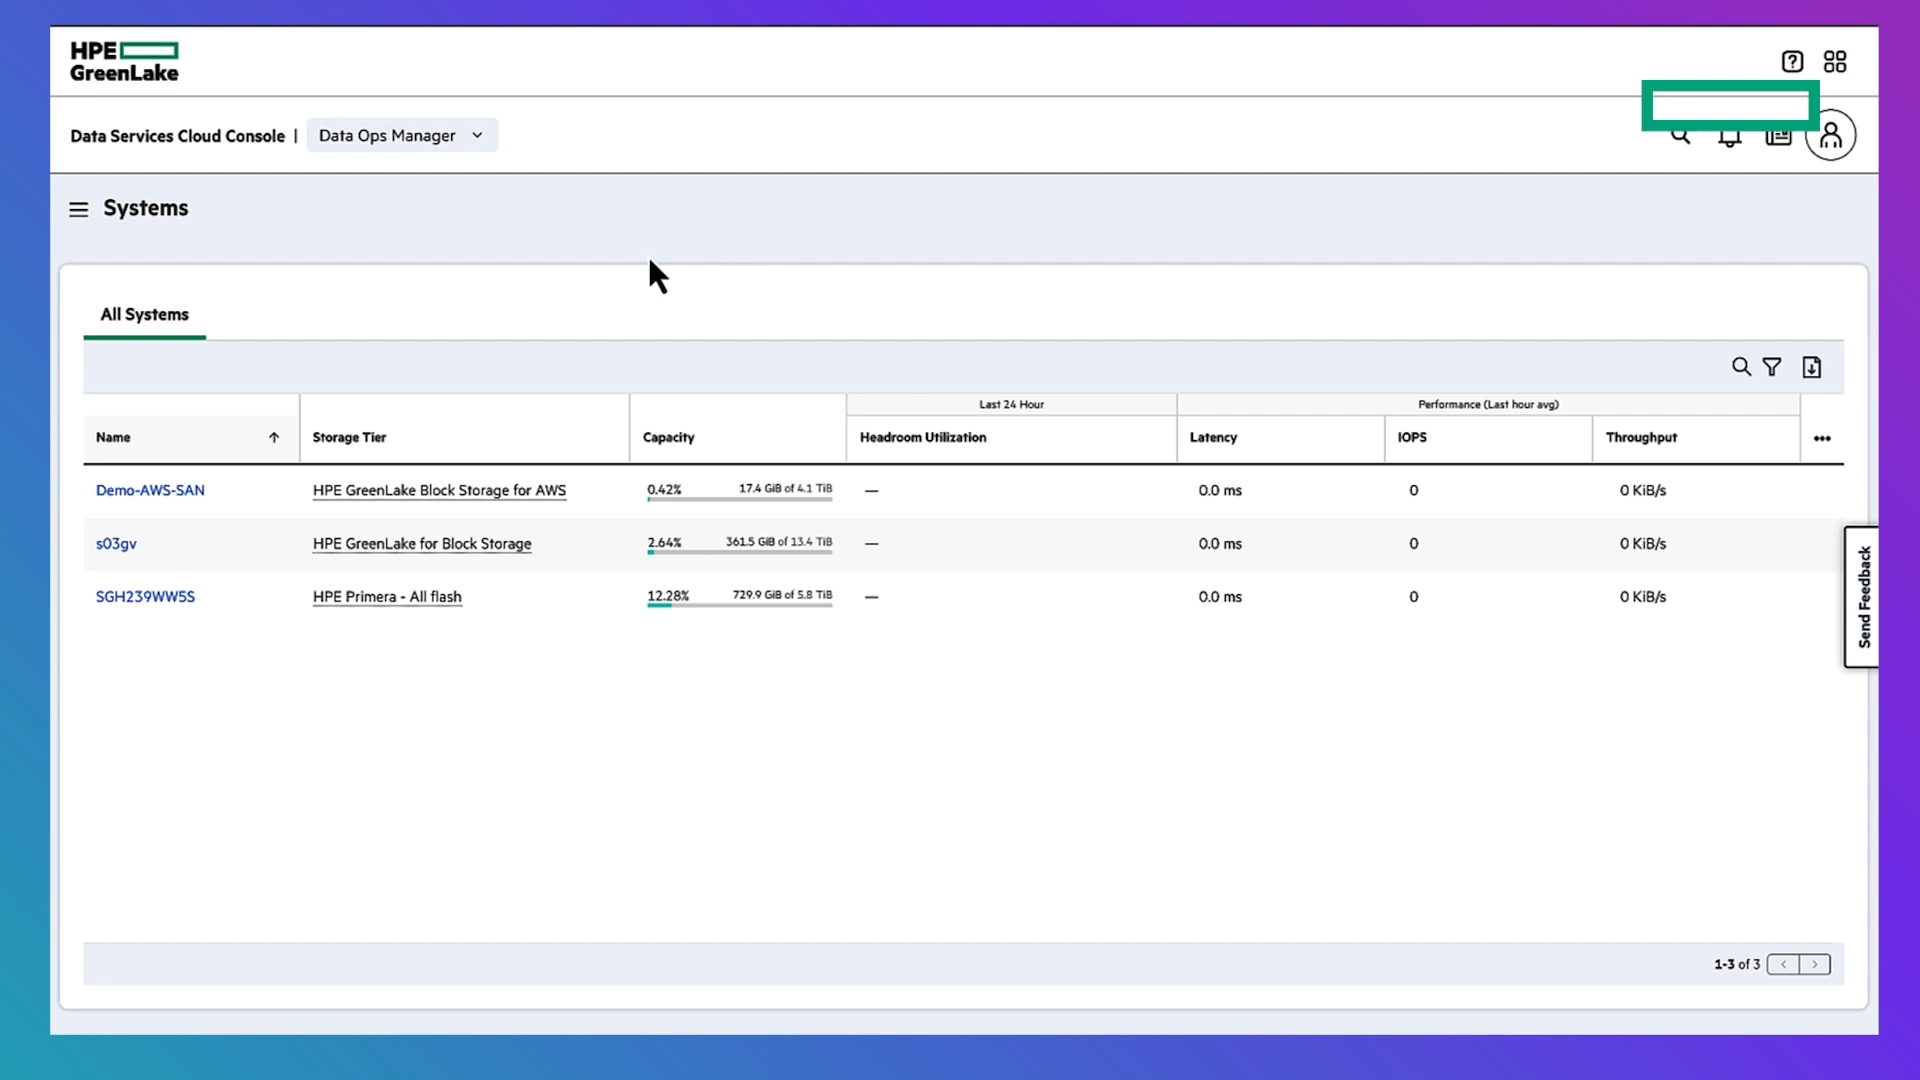 HPE
GreenLake
Data Services Cloud Console | Data Ops Manager
Systems
All Systems
Last 24 Hour Performance (Last hour avg)
Name Storage Tier Capacity Headroom Utilization Latency IOPS Throughput
Demo-AWS-SAN HPE GreenLake Block Storage for AWS 0.42% 17.4 GiB of 4.1 TiB — 0.0 ms 0 0 KiB/s
s03gv HPE GreenLake for Block Storage 2.64% 361.5 GiB of 13.4 TiB — 0.0 ms 0 0 KiB/s
SGH239WW5S HPE Primera - All flash 12.28% 729.9 GiB of 5.8 TiB — 0.0 ms 0 0 KiB/s
Send Feedback
1-3 of 3